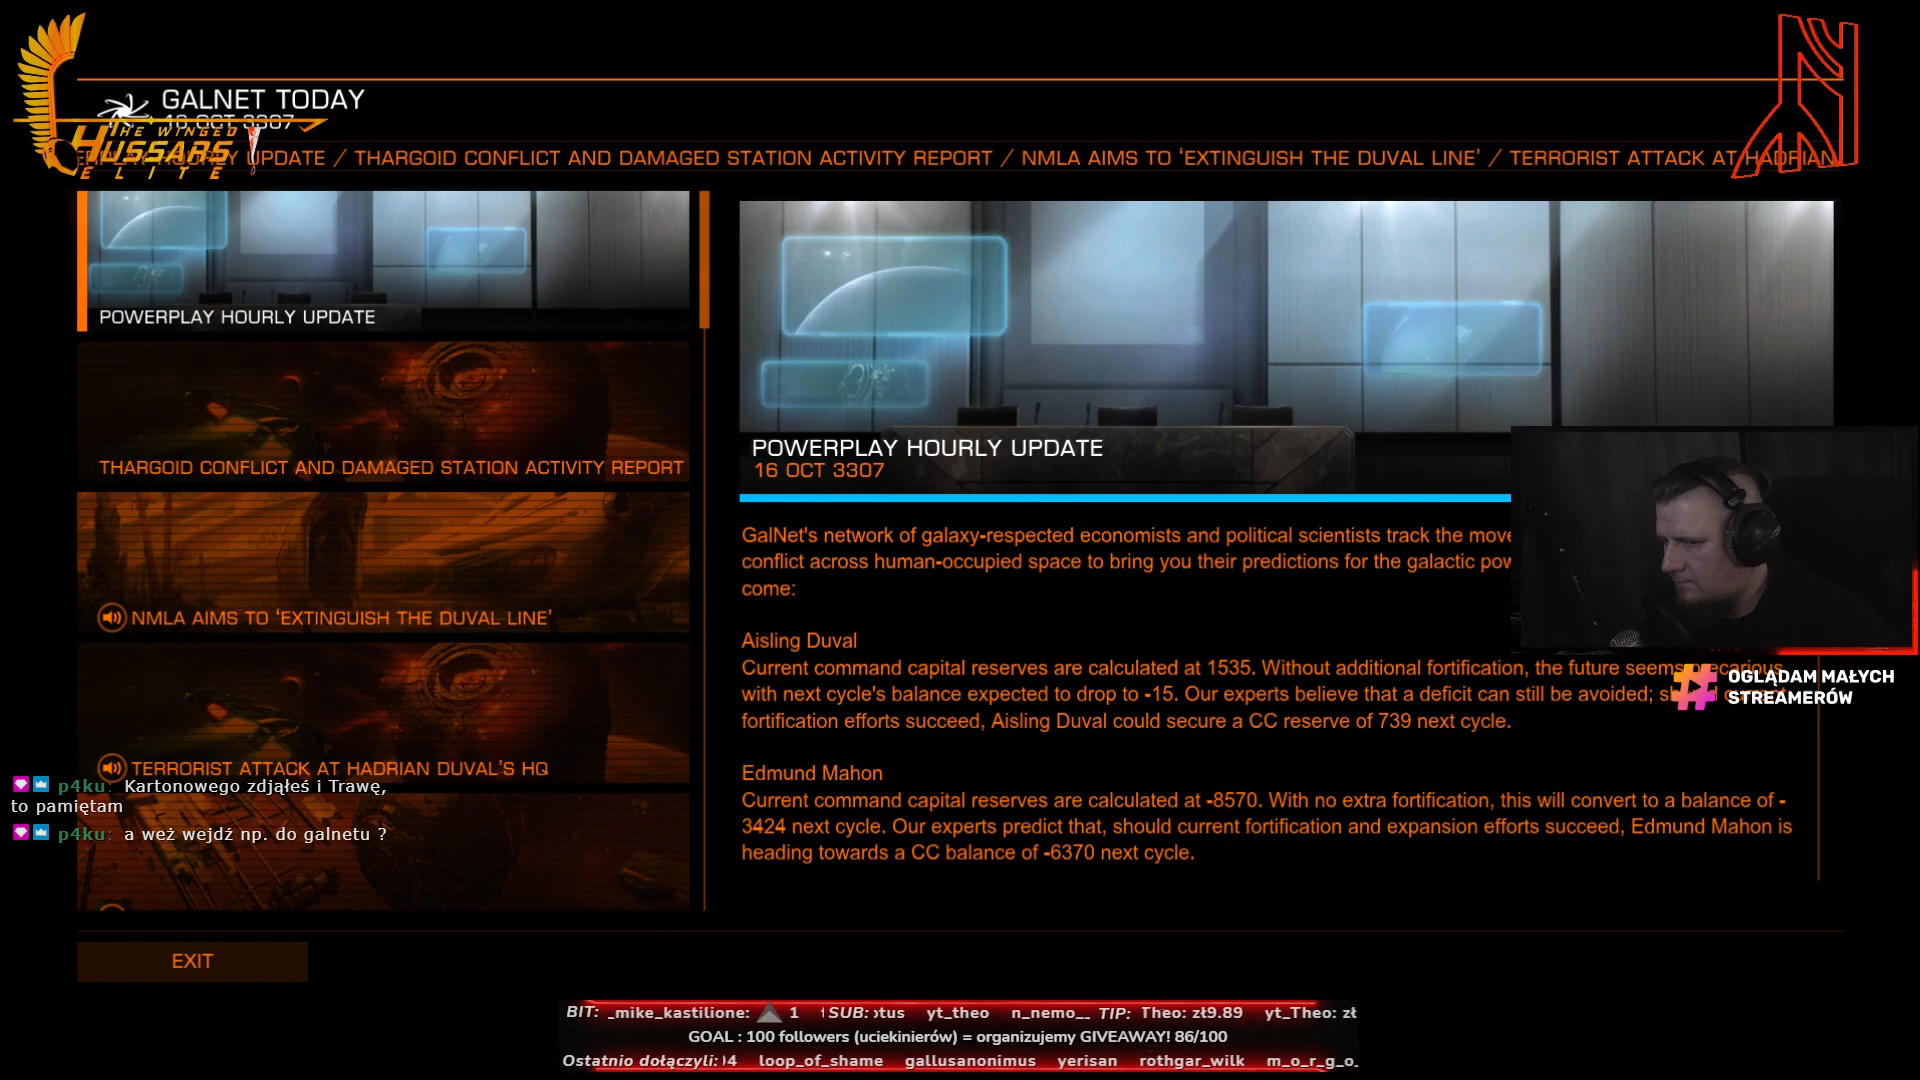 GALNET TODAY
16 OCT 3307
THE WINGED
HUSSARS
ELITE
HOURLY UPDATE / THARGOID CONFLICT AND DAMAGED STATION ACTIVITY REPORT / NMLA AIMS TO ‘EXTINGUISH THE DUVAL LINE’ / TERRORIST ATTACK AT HADRIAN
POWERPLAY HOURLY UPDATE
THARGOID CONFLICT AND DAMAGED STATION ACTIVITY REPORT
NMLA AIMS TO ‘EXTINGUISH THE DUVAL LINE’
TERRORIST ATTACK AT HADRIAN DUVAL’S HQ
p4ku: Kartonowego zdjąłeś i Trawę,
to pamiętam
p4ku: a weż wejdź np. do galnetu ?
EXIT
POWERPLAY HOURLY UPDATE
16 OCT 3307
GalNet's network of galaxy-respected economists and political scientists track the move
conflict across human-occupied space to bring you their predictions for the galactic pow
come:
Aisling Duval
Current command capital reserves are calculated at 1535. Without additional fortification, the future seems precarious
with next cycle's balance expected to drop to -15. Our experts believe that a deficit can still be avoided;
fortification efforts succeed, Aisling Duval could secure a CC reserve of 739 next cycle.
Edmund Mahon
Current command capital reserves are calculated at -8570. With no extra fortification, this will convert to a balance of -
3424 next cycle. Our experts predict that, should current fortification and expansion efforts succeed, Edmund Mahon is
heading towards a CC balance of -6370 next cycle.
OGLĄDAM MAŁYCH
STREAMERÓW
BIT: _mike_kastilione: 1 SUB: otus yt_theo n_nemo__ TIP: Theo: zł9.89 yt_Theo: zł
GOAL : 100 followers (uciekinierów) = organizujemy GIVEAWAY! 86/100
Ostatnio dołączyli: 04 loop_of_shame gallusanonimus yerisan rothgar_wilk m_o_r_g_o_